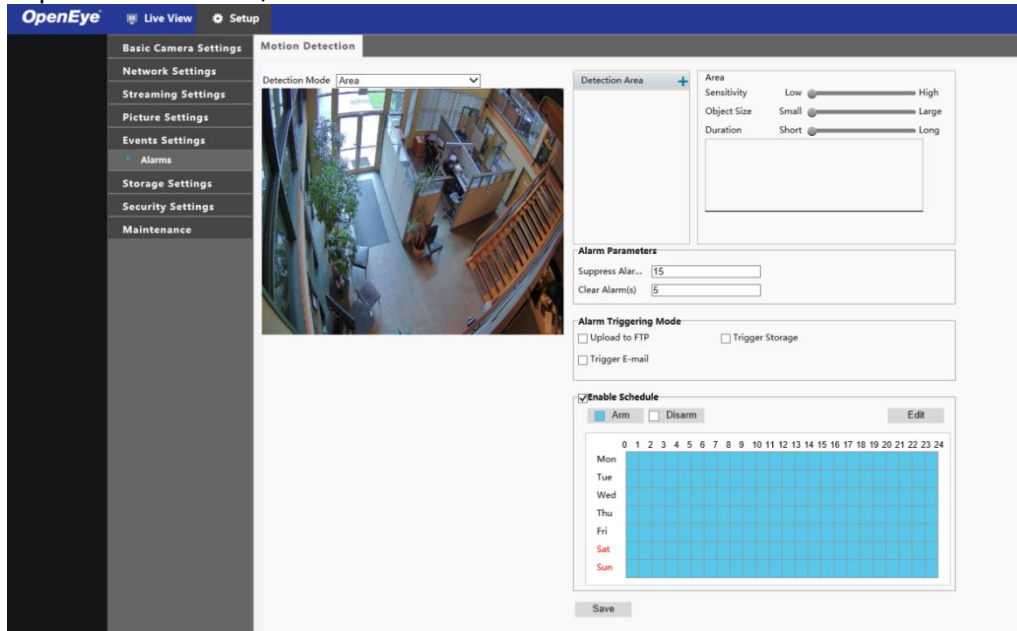 OpenEye
Live View
Setup
Basic Camera Settings
Network Settings
Streaming Settings
Picture Settings
Events Settings
Alarms
Storage Settings
Security Settings
Maintenance
Motion Detection
Detection Mode Area
Detection Area +
Area
Sensitivity Low High
Object Size Small Large
Duration Short Long
Alarm Parameters
Suppress Alar... 15
Clear Alarm(s) 5
Alarm Triggering Mode
Upload to FTP Trigger Storage
Trigger E-mail
Enable Schedule
Arm Disarm Edit
0 1 2 3 4 5 6 7 8 9 10 11 12 13 14 15 16 17 18 19 20 21 22 23 24
Mon
Tue
Wed
Thu
Fri
Sat
Sun
Save